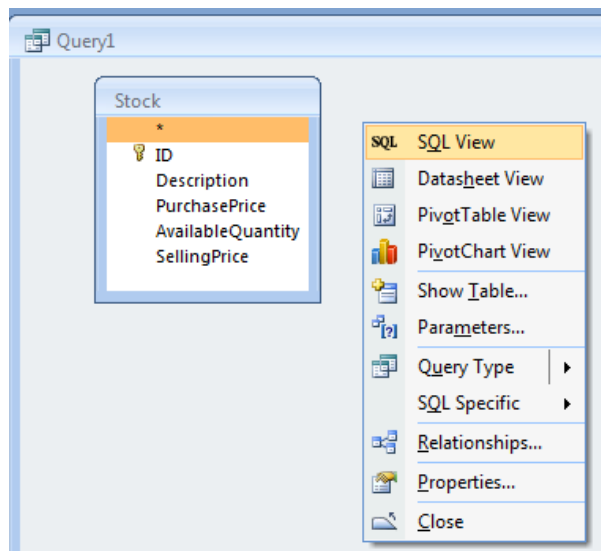 Query1
Stock
*
ID
Description
PurchasePrice
AvailableQuantity
SellingPrice
SQL SQL View
Datasheet View
PivotTable View
PivotChart View
Show Table...
[?] Parameters...
Query Type
SQL Specific
Relationships...
Properties...
Close